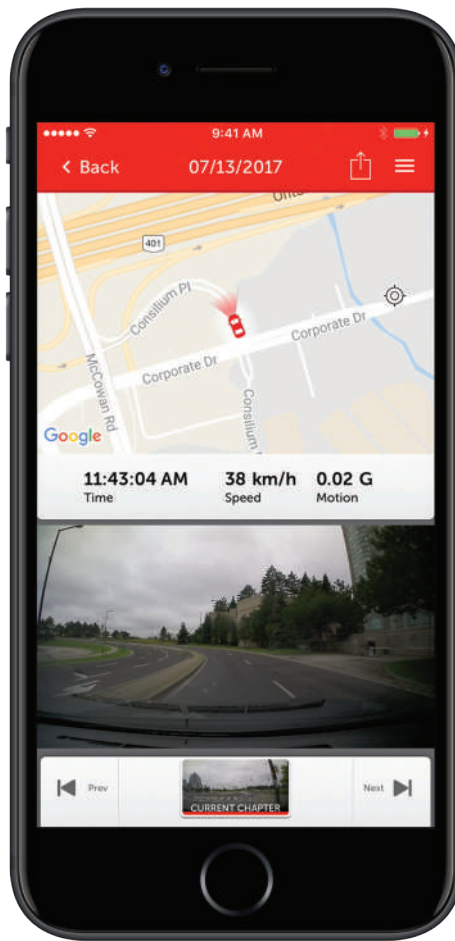 9:41 AM
Back
07/13/2017
401
Consilium Pl
Corporate Dr
Corporate Dr
McCowan Rd
Consilium
Google
11:43:04 AM
38 km/h
0.02 G
Time
Speed
Motion
Prev
CURRENT CHAPTER
Next